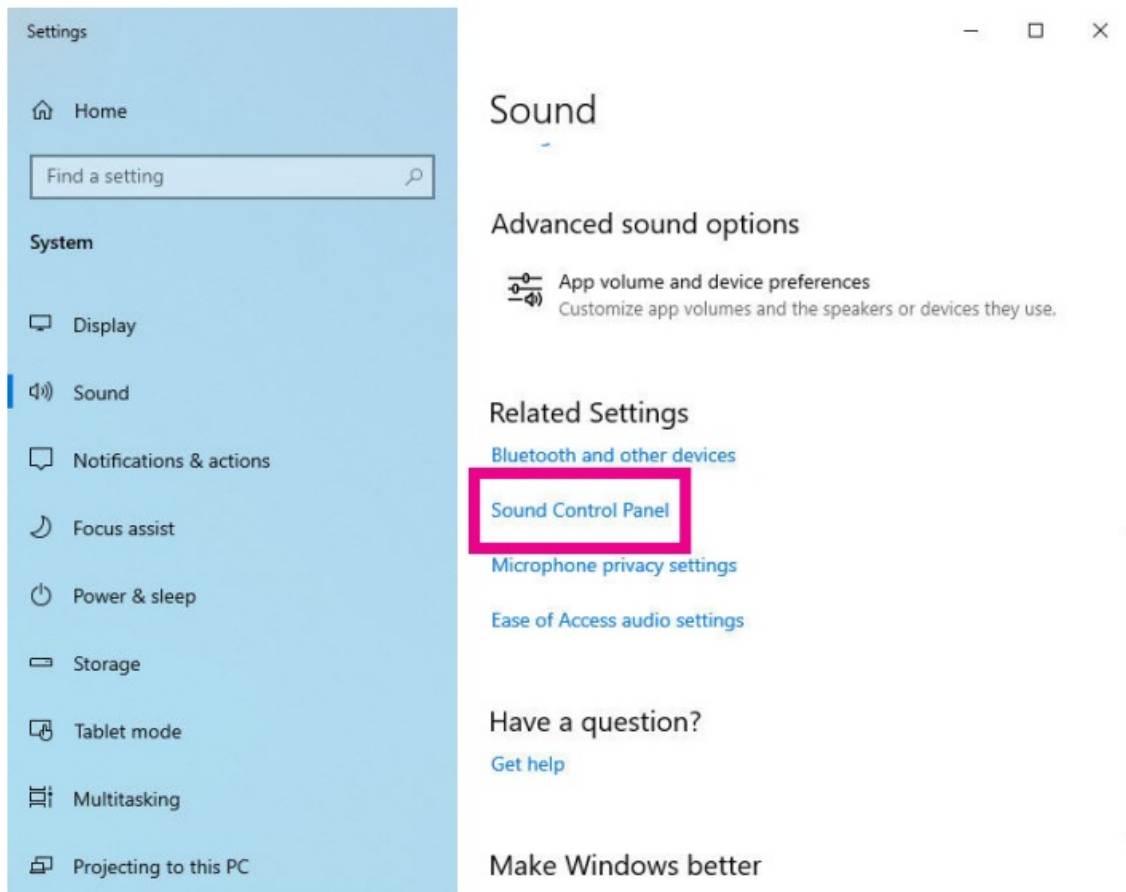 Settings
Home
Find a setting
System
Display
Sound
Notifications & actions
Focus assist
Power & sleep
Storage
Tablet mode
Multitasking
Projecting to this PC
Sound
Advanced sound options
App volume and device preferences
Customize app volumes and the speakers or devices they use.
Related Settings
Bluetooth and other devices
Sound Control Panel
Microphone privacy settings
Ease of Access audio settings
Have a question?
Get help
Make Windows better